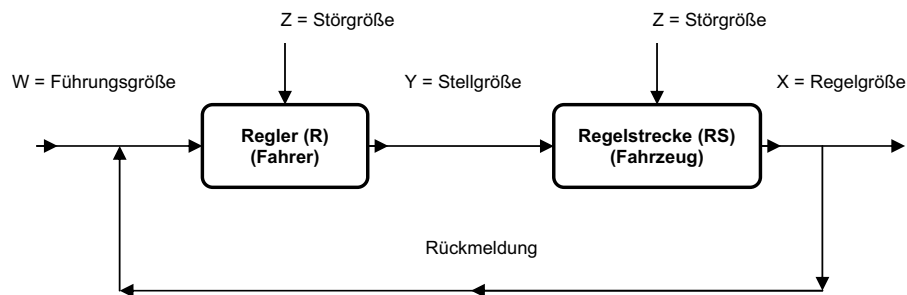 Z = Störgröße
Z = Störgröße
W = Führungsgröße
Y = Stellgröße
X = Regelgröße
Regler (R)
(Fahrer)
Regelstrecke (RS)
(Fahrzeug)
Rückmeldung